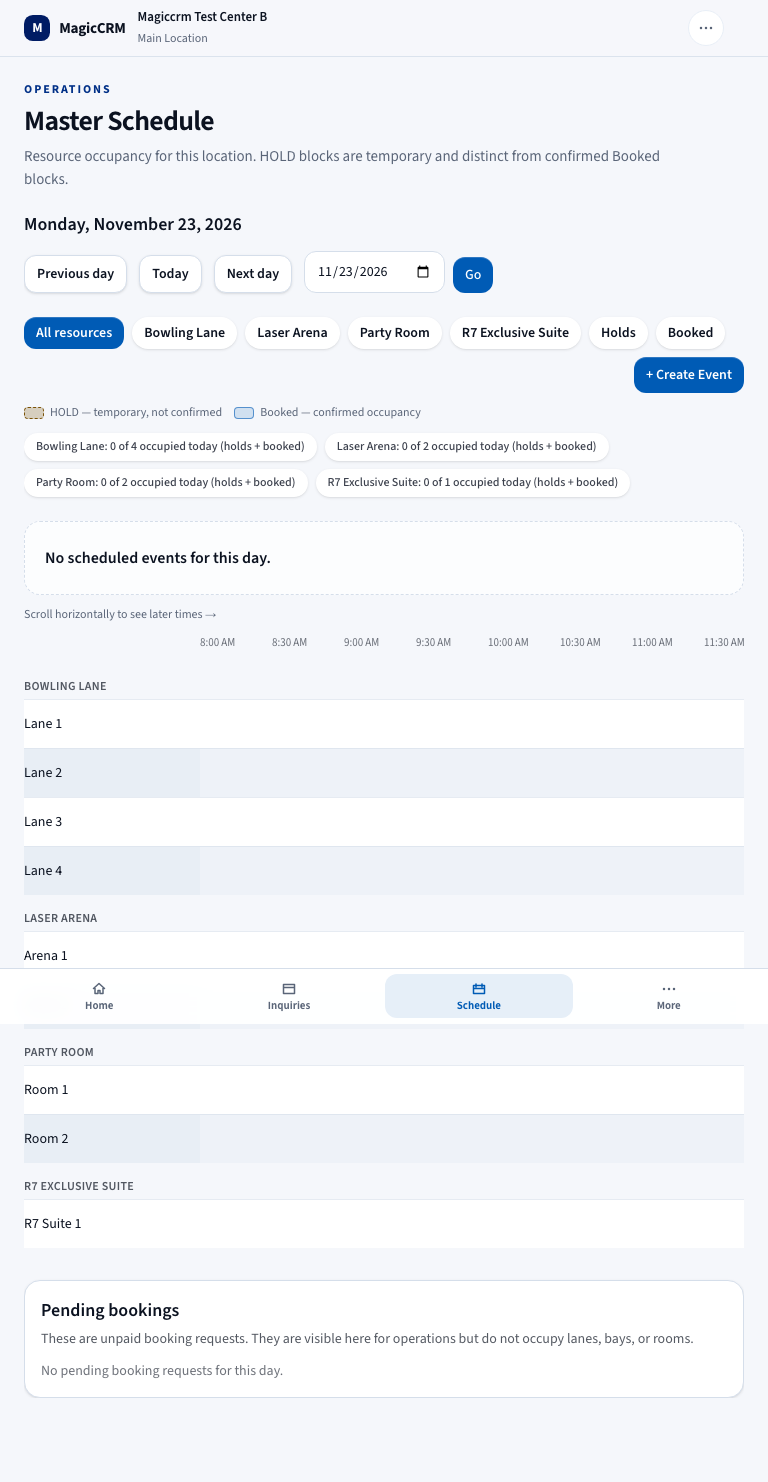 M MagicCRM
Magiccrm Test Center B
Main Location
OPERATIONS
Master Schedule
Resource occupancy for this location. HOLD blocks are temporary and distinct from confirmed Booked
blocks.
Monday, November 23, 2026
Previous day Today Next day 11/23/2026 Go
All resources Bowling Lane Laser Arena Party Room R7 Exclusive Suite Holds Booked
+ Create Event
HOLD — temporary, not confirmed Booked — confirmed occupancy
Bowling Lane: 0 of 4 occupied today (holds + booked) Laser Arena: 0 of 2 occupied today (holds + booked)
Party Room: 0 of 2 occupied today (holds + booked) R7 Exclusive Suite: 0 of 1 occupied today (holds + booked)
No scheduled events for this day.
Scroll horizontally to see later times →
8:00 AM 8:30 AM 9:00 AM 9:30 AM 10:00 AM 10:30 AM 11:00 AM 11:30 AM
BOWLING LANE
Lane 1
Lane 2
Lane 3
Lane 4
LASER ARENA
Arena 1
Home Inquiries Schedule More
PARTY ROOM
Room 1
Room 2
R7 EXCLUSIVE SUITE
R7 Suite 1
Pending bookings
These are unpaid booking requests. They are visible here for operations but do not occupy lanes, bays, or rooms.
No pending booking requests for this day.